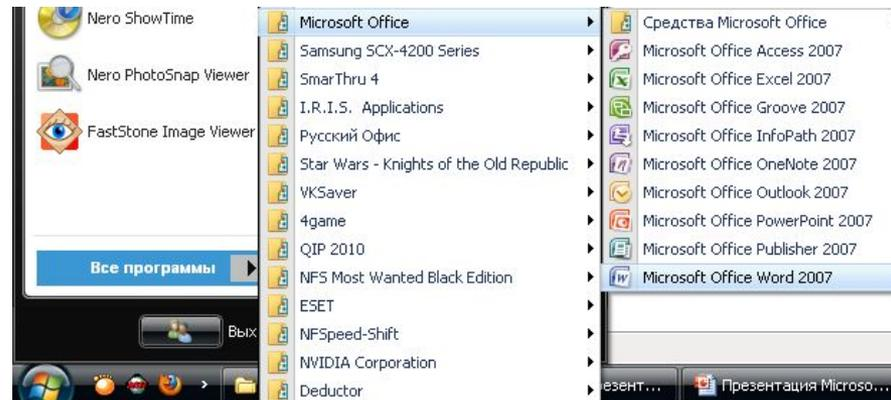 Nero ShowTime
Nero PhotoSnap Viewer
FastStone Image Viewer
Все программы
Вых
Microsoft Office
Samsung SCX-4200 Series
SmarThru 4
I.R.I.S. Applications
Русский Офис
Star Wars - Knights of the Old Republic
VKSaver
4game
QIP 2010
NFS Most Wanted Black Edition
ESET
NFSpeed-Shift
NVIDIA Corporation
Deductor
Средства Microsoft Office
Microsoft Office Access 2007
Microsoft Office Excel 2007
Microsoft Office Groove 2007
Microsoft Office InfoPath 2007
Microsoft Office OneNote 2007
Microsoft Office Outlook 2007
Microsoft Office PowerPoint 2007
Microsoft Office Publisher 2007
Microsoft Office Word 2007
езент...
Презентация Microso...